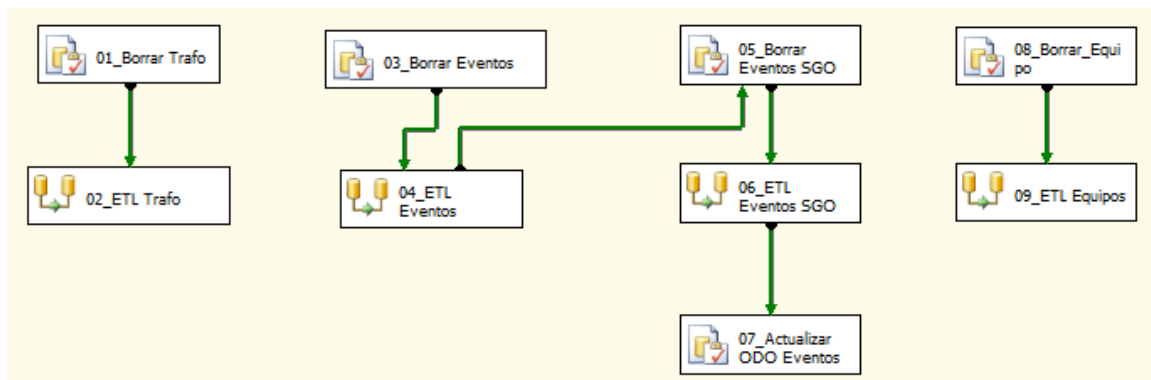 01_Borrar Trafo
03_Borrar Eventos
05_Borrar
Eventos SGO
08_Borrar_Equi
po
02_ETL Trafo
04_ETL
Eventos
06_ETL
Eventos SGO
09_ETL Equipos
07_Actualizar
ODO Eventos